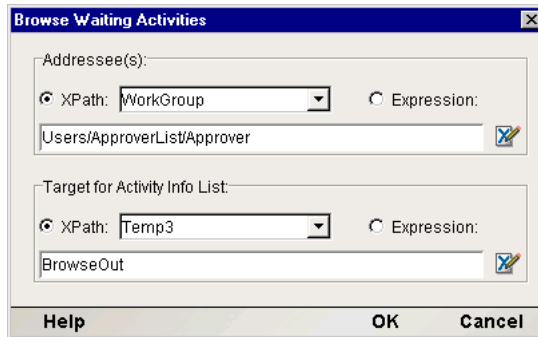 Browse Waiting Activities
Addressee(s):
XPath: WorkGroup Expression:
Users/ApproverList/Approver
Target for Activity Info List:
XPath: Temp3 Expression:
BrowseOut
Help OK Cancel